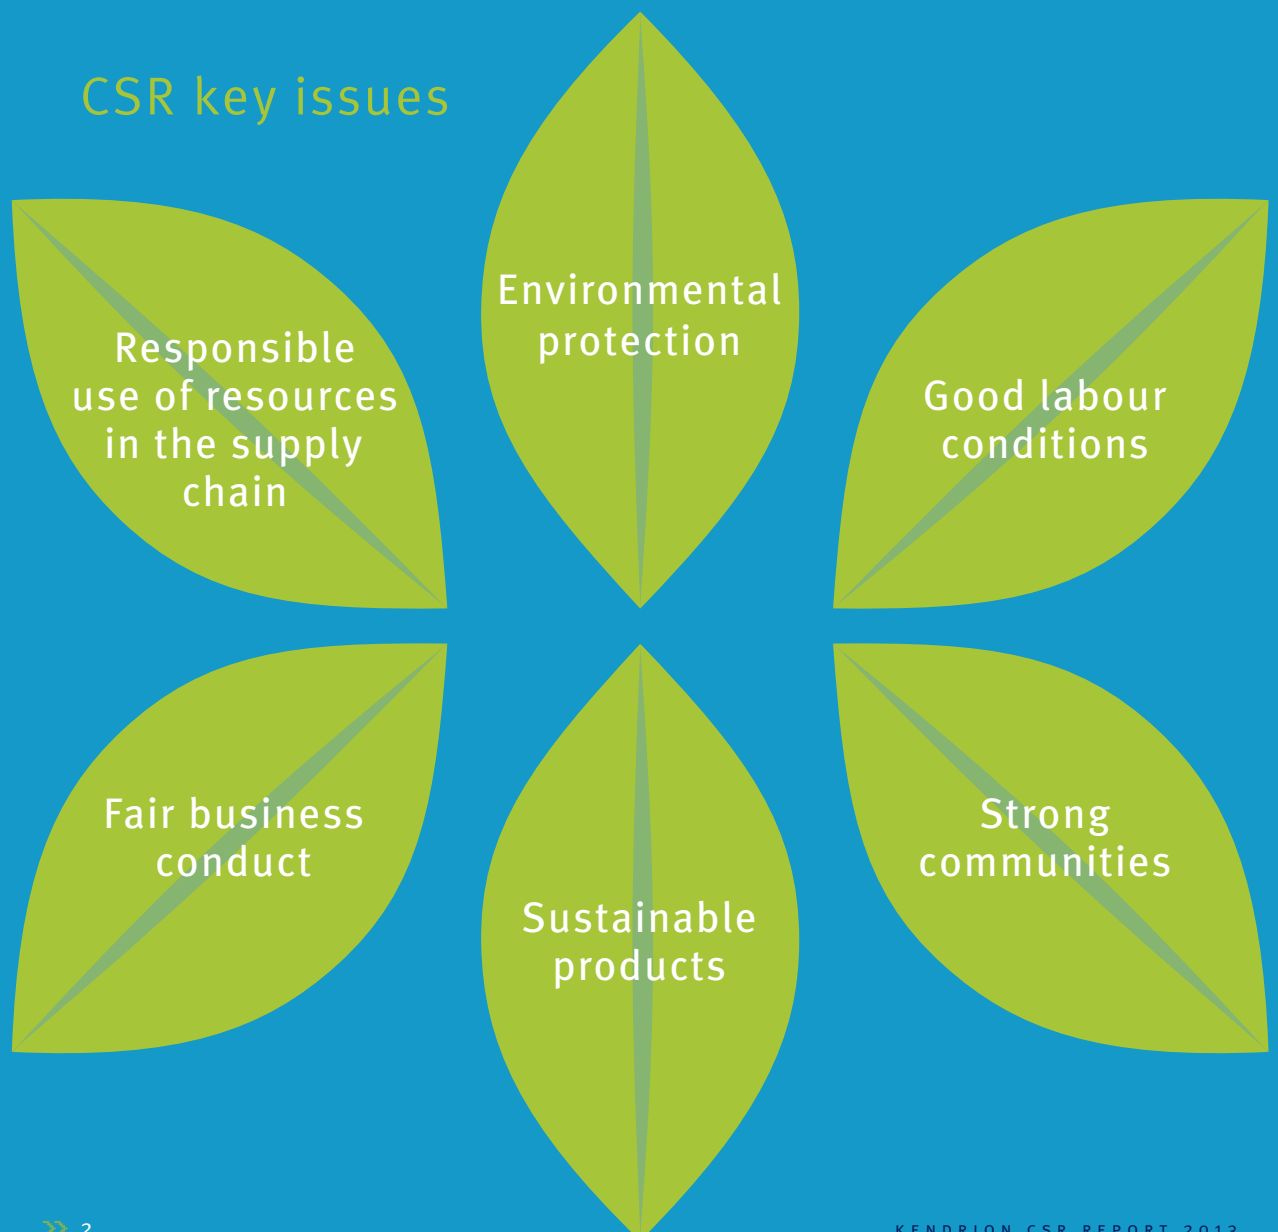 CSR key issues
Environmental
protection
Responsible
use of resources
in the supply
chain
Good labour
conditions
Fair business
conduct
Strong
communities
Sustainable
products
2
KENDRION CSR REPORT 2013